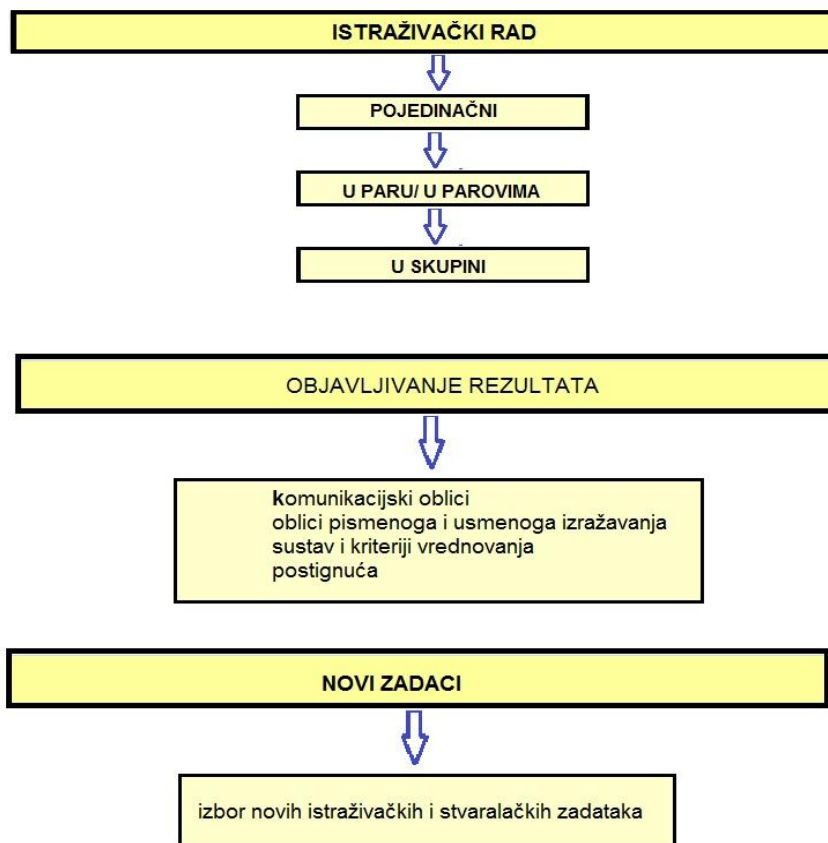 ISTRAŽIVAČKI RAD
POJEDINAČNI
U PARU/ U PAROVIMA
U SKUPINI
OBJAVLJIVANJE REZULTATA
komunikacijski oblici
oblici pismenoga i usmenoga izražavanja
sustav i kriteriji vrednovanja
postignuća
NOVI ZADACI
izbor novih istraživačkih i stvaralačkih zadataka